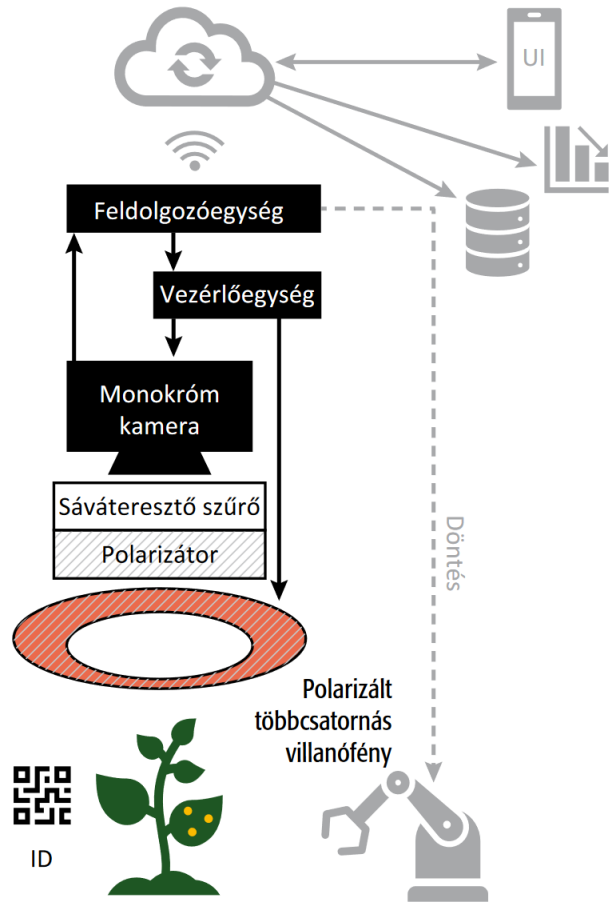 UI
Feldolgozóegység
Vezérlőegység
Monokróm
kamera
Sáváteresztő szűrő
Polarizátor
Döntés
Polarizált
többcsatornás
villanófény
ID